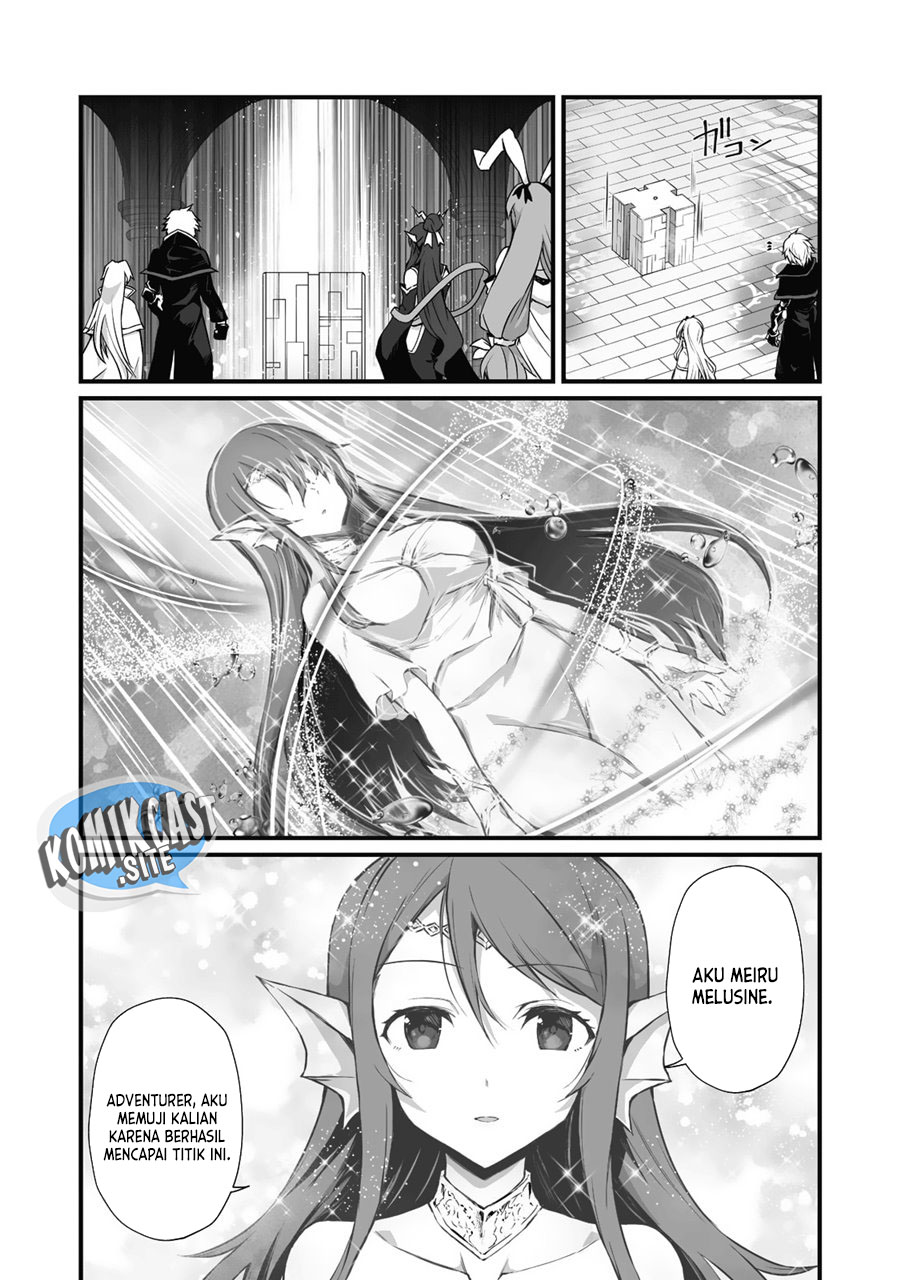 ガコン
AKU MEIRU
MELUSINE.
KOMIKCAST
.SITE
ADVENTURER, AKU
MEMUJI KALIAN
KARENA BERHASIL
MENCAPAI TITIK INI.